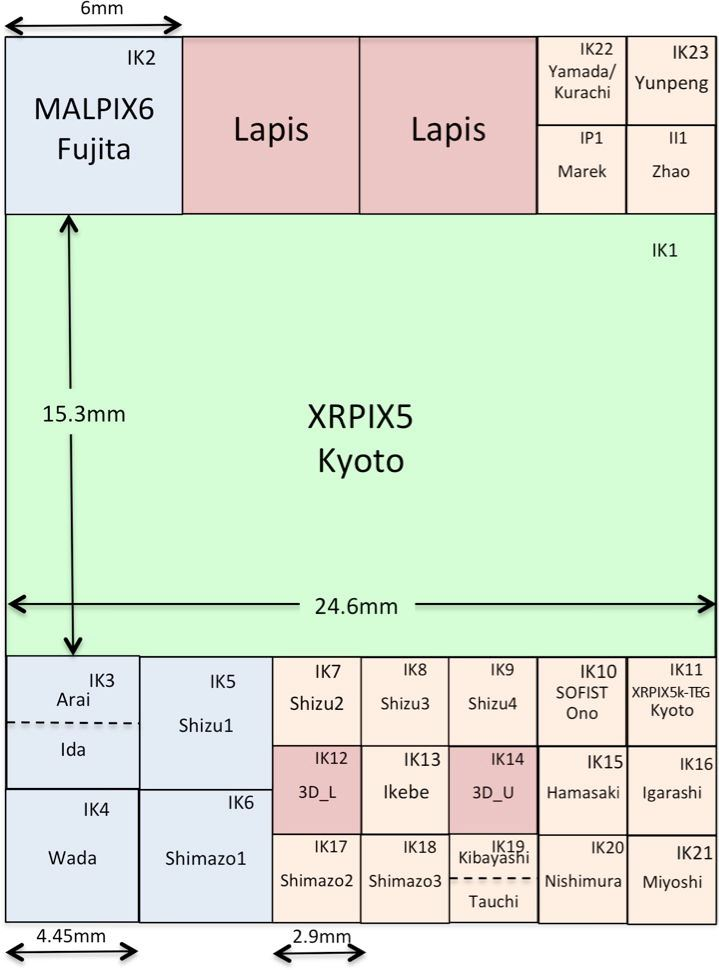 6mm
IK2
MALPIX6
Fujita
Lapis
Lapis
IK22
Yamada/
Kurachi
IK23
Yunpeng
IP1
Marek
II1
Zhao
IK1
15.3mm
XRPIX5
Kyoto
24.6mm
IK3
Arai
Ida
IK5
Shizu1
IK7
Shizu2
IK8
Shizu3
IK9
Shizu4
IK10
SOFIST
Ono
IK11
XRPIX5k-TEG
Kyoto
IK12
3D_L
IK13
Ikebe
IK14
3D_U
IK15
Hamasaki
IK16
Igarashi
IK4
Wada
IK6
Shimazo1
IK17
Shimazo2
IK18
Shimazo3
IK19
Kibayashi
Tauchi
IK20
Nishimura
IK21
Miyoshi
4.45mm
2.9mm